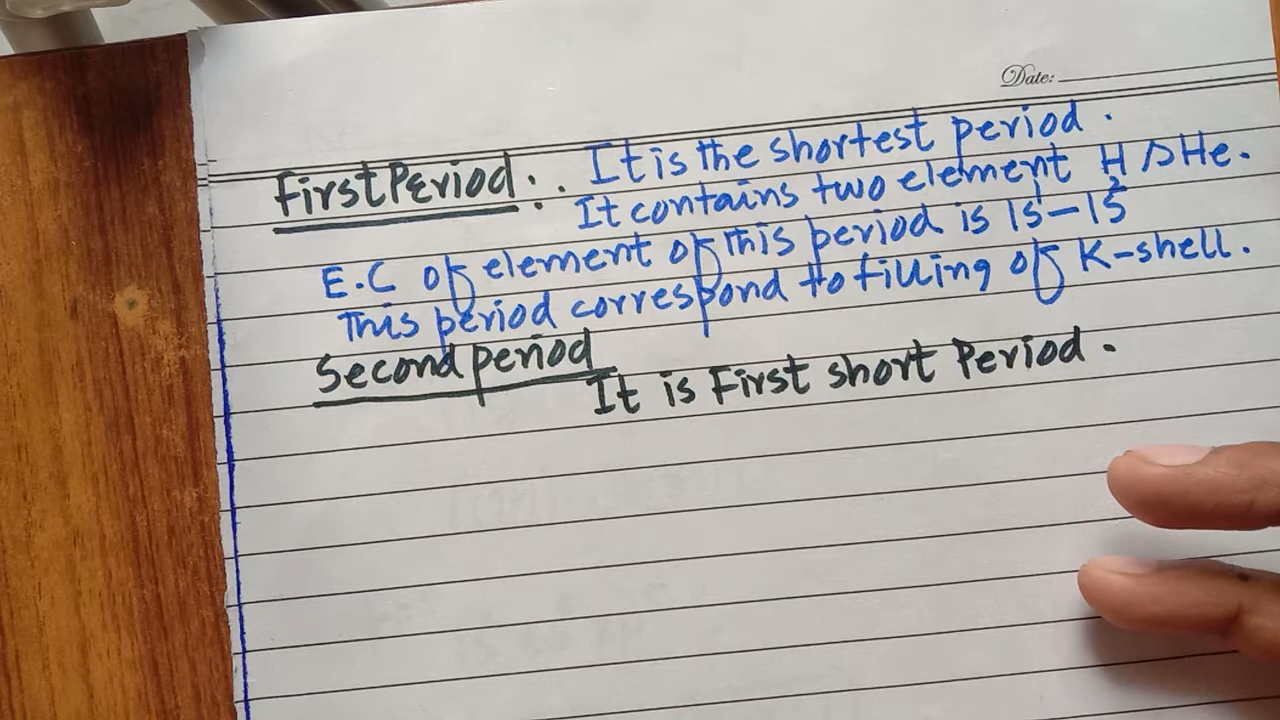 Date:
First Period:. It is the shortest period.
It contains two element H & He.
E.C of element of this period is 1s¹-1s²
This period correspond to filling of K-shell.
Second period
It is First short Period.